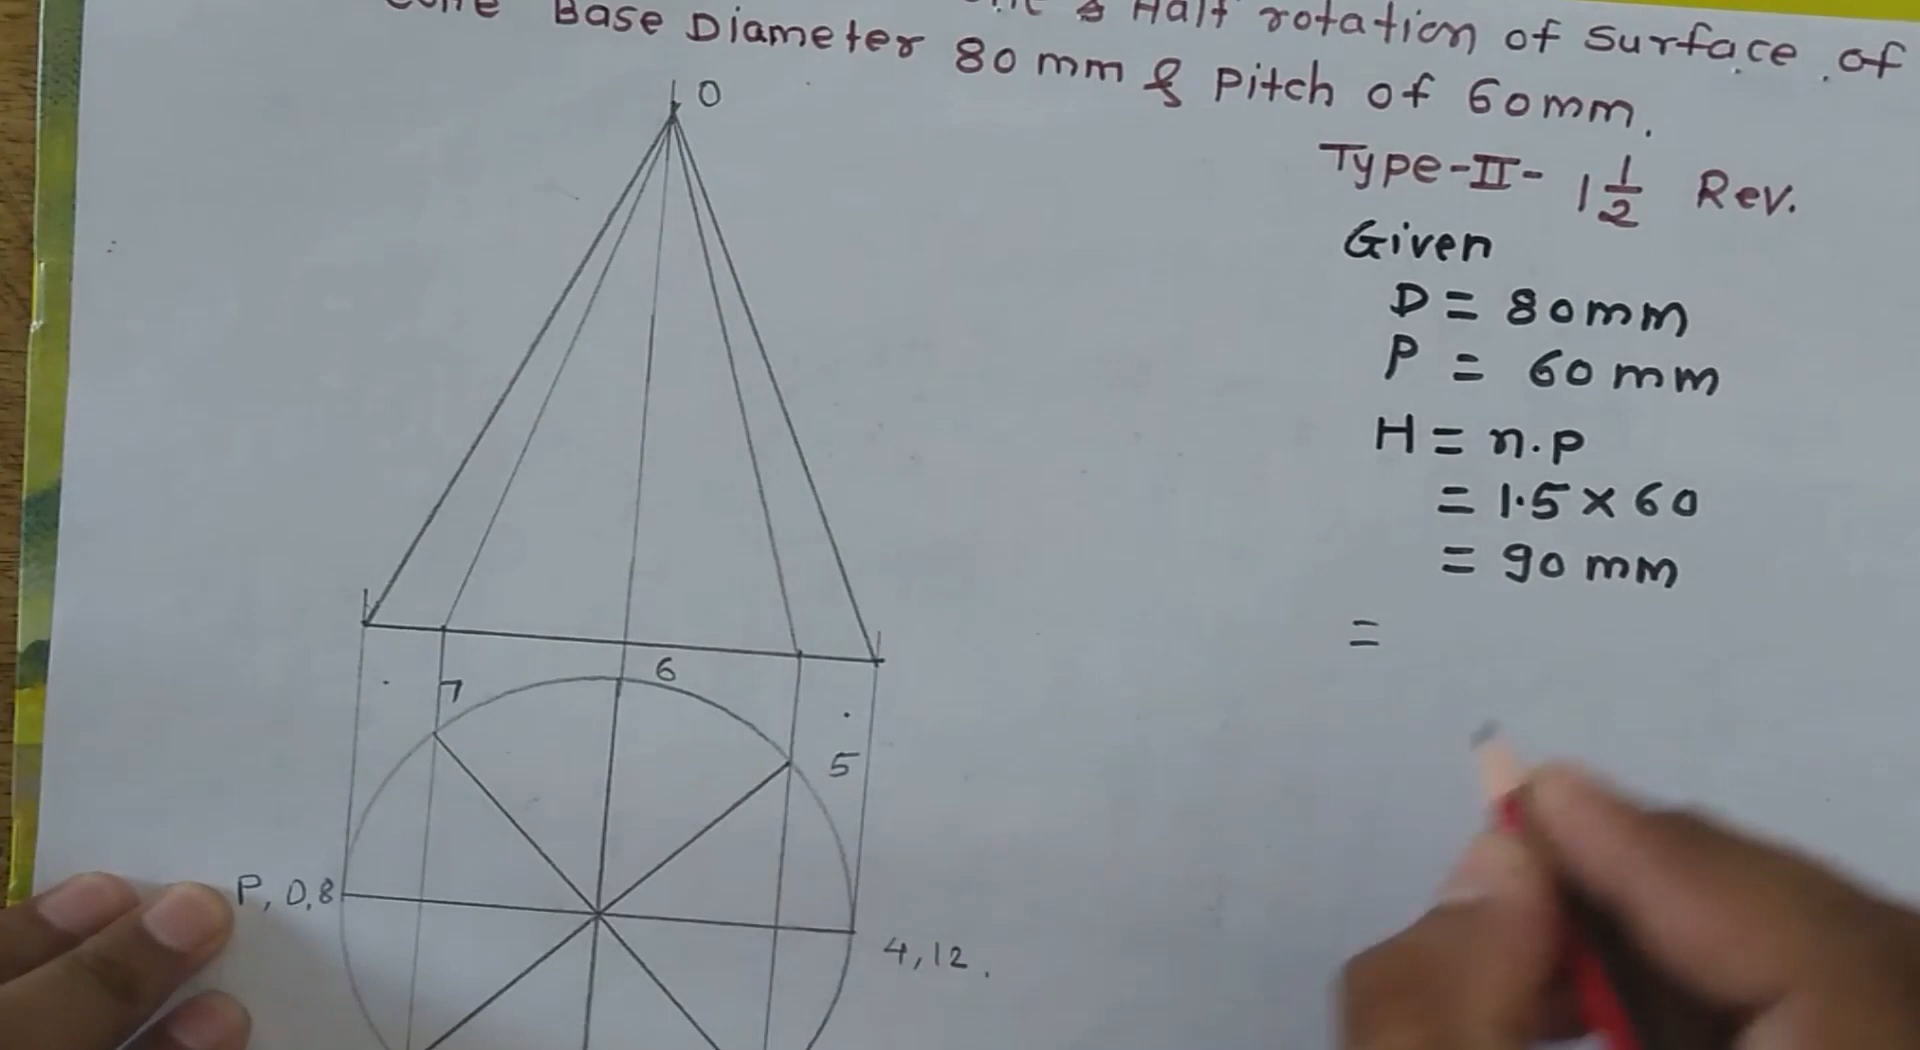 Half rotation of surface of
Cone Base Diameter 80 mm & Pitch of 60mm.
O
Type-II- 1 1/2 Rev.
Given
D = 80mm
P = 60 mm
H = n.p
= 1.5 x 60
= 90 mm
=
6
7
5
P, 0,8
4,12.